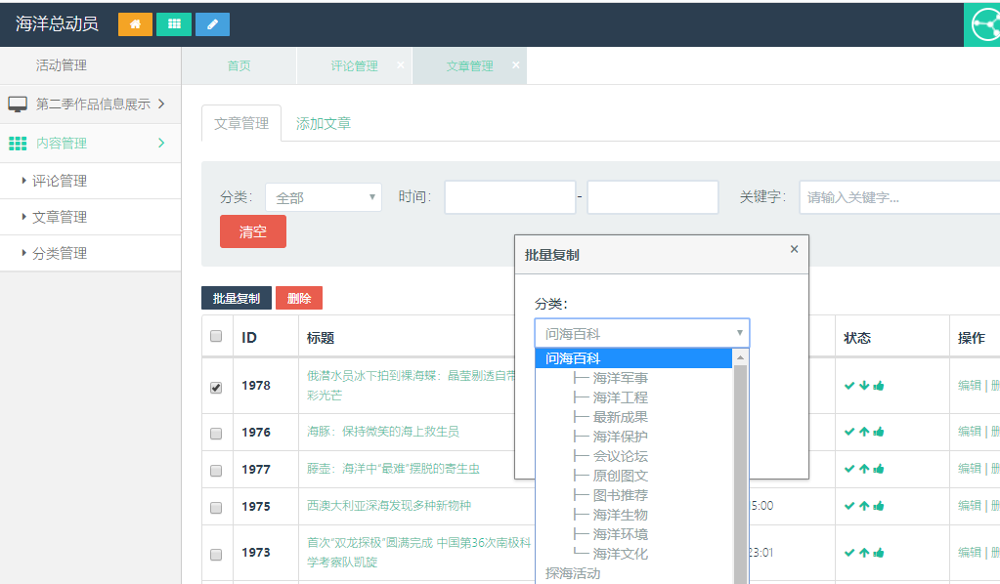 海洋总动员
活动管理
首页
评论管理 ×
文章管理 ×
第二季作品信息展示
内容管理
评论管理
文章管理
分类管理
文章管理
添加文章
分类：
全部
时间：
-
关键字：
请输入关键字...
清空
批量复制
删除
ID
标题
状态
操作
1978
俄潜水员冰下拍到裸海蝶：晶莹剔透自带
彩光芒
编辑 | 删
1976
海豚：保持微笑的海上救生员
编辑 | 删
1977
藤壶：海洋中“最难”摆脱的寄生虫
编辑 | 删
1975
西澳大利亚深海发现多种新物种
5:00
编辑 | 删
1973
首次“双龙探极”圆满完成 中国第36次南极科
学考察队凯旋
23:01
编辑 | 删
批量复制
×
分类：
问海百科
问海百科
├─ 海洋军事
├─ 海洋工程
├─ 最新成果
├─ 海洋保护
├─ 会议论坛
├─ 原创图文
├─ 图书推荐
├─ 海洋生物
├─ 海洋环境
└─ 海洋文化
探海活动